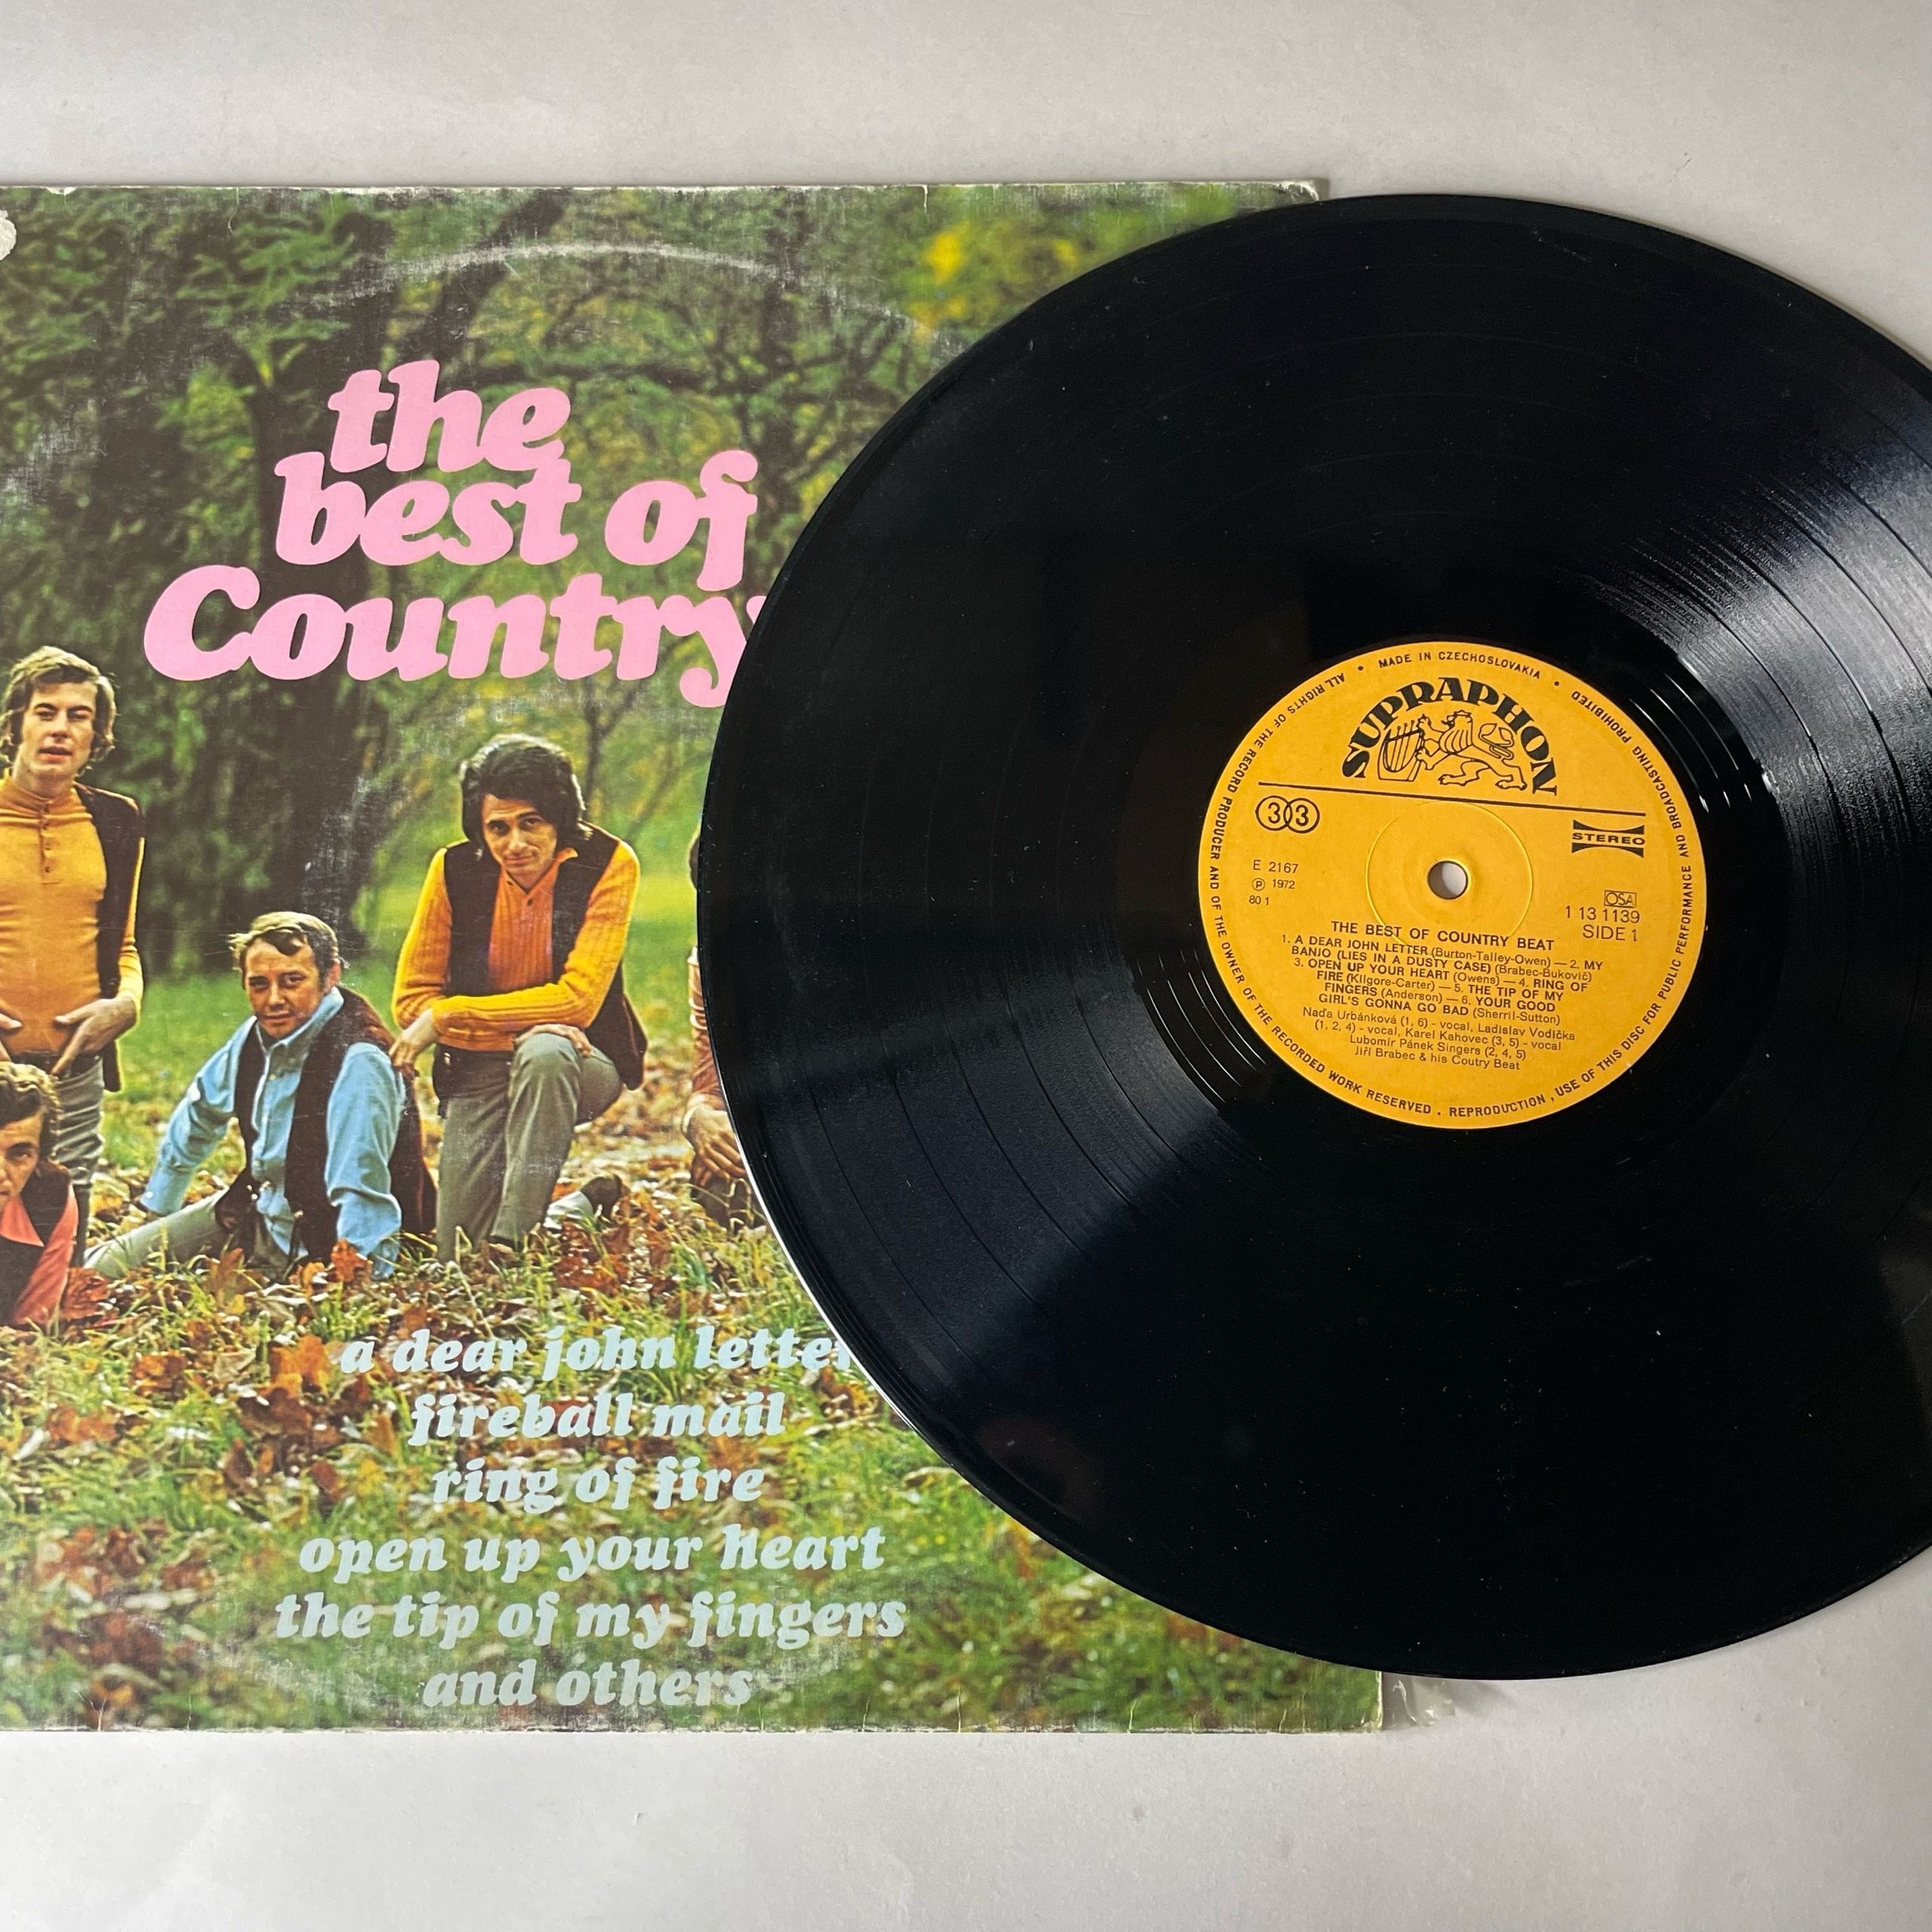 the
best of
Country
a dear john letter
fireball mail
ring of fire
open up your heart
the tip of my fingers
and others
MADE IN CZECHOSLOVAKIA • ALL RIGHTS OF THE RECORD PRODUCER AND OF THE OWNER OF THE RECORDED WORK RESERVED . REPRODUCTION , USE OF THIS DISC FOR PUBLIC PERFORMANCE AND BROADCASTING PROHIBITED •
SUPRAPHON
33
STEREO
E 2167
℗ 1972
80 1
OSA
1 13 1139
SIDE 1
THE BEST OF COUNTRY BEAT
1. A DEAR JOHN LETTER (Burton-Talley-Owen) — 2. MY
BANJO (LIES IN A DUSTY CASE) (Brabec-Bukovič)
3. OPEN UP YOUR HEART (Owens) — 4. RING OF
FIRE (Kilgore-Carter) — 5. THE TIP OF MY
FINGERS (Anderson) — 6. YOUR GOOD
GIRL'S GONNA GO BAD (Sherril-Sutton)
Naďa Urbánková (1, 6) - vocal, Ladislav Vodička
(1, 2, 4) - vocal, Karel Kahovec (3, 5) - vocal
Lubomír Pánek Singers (2, 4, 5)
Jiří Brabec & his Coutry Beat